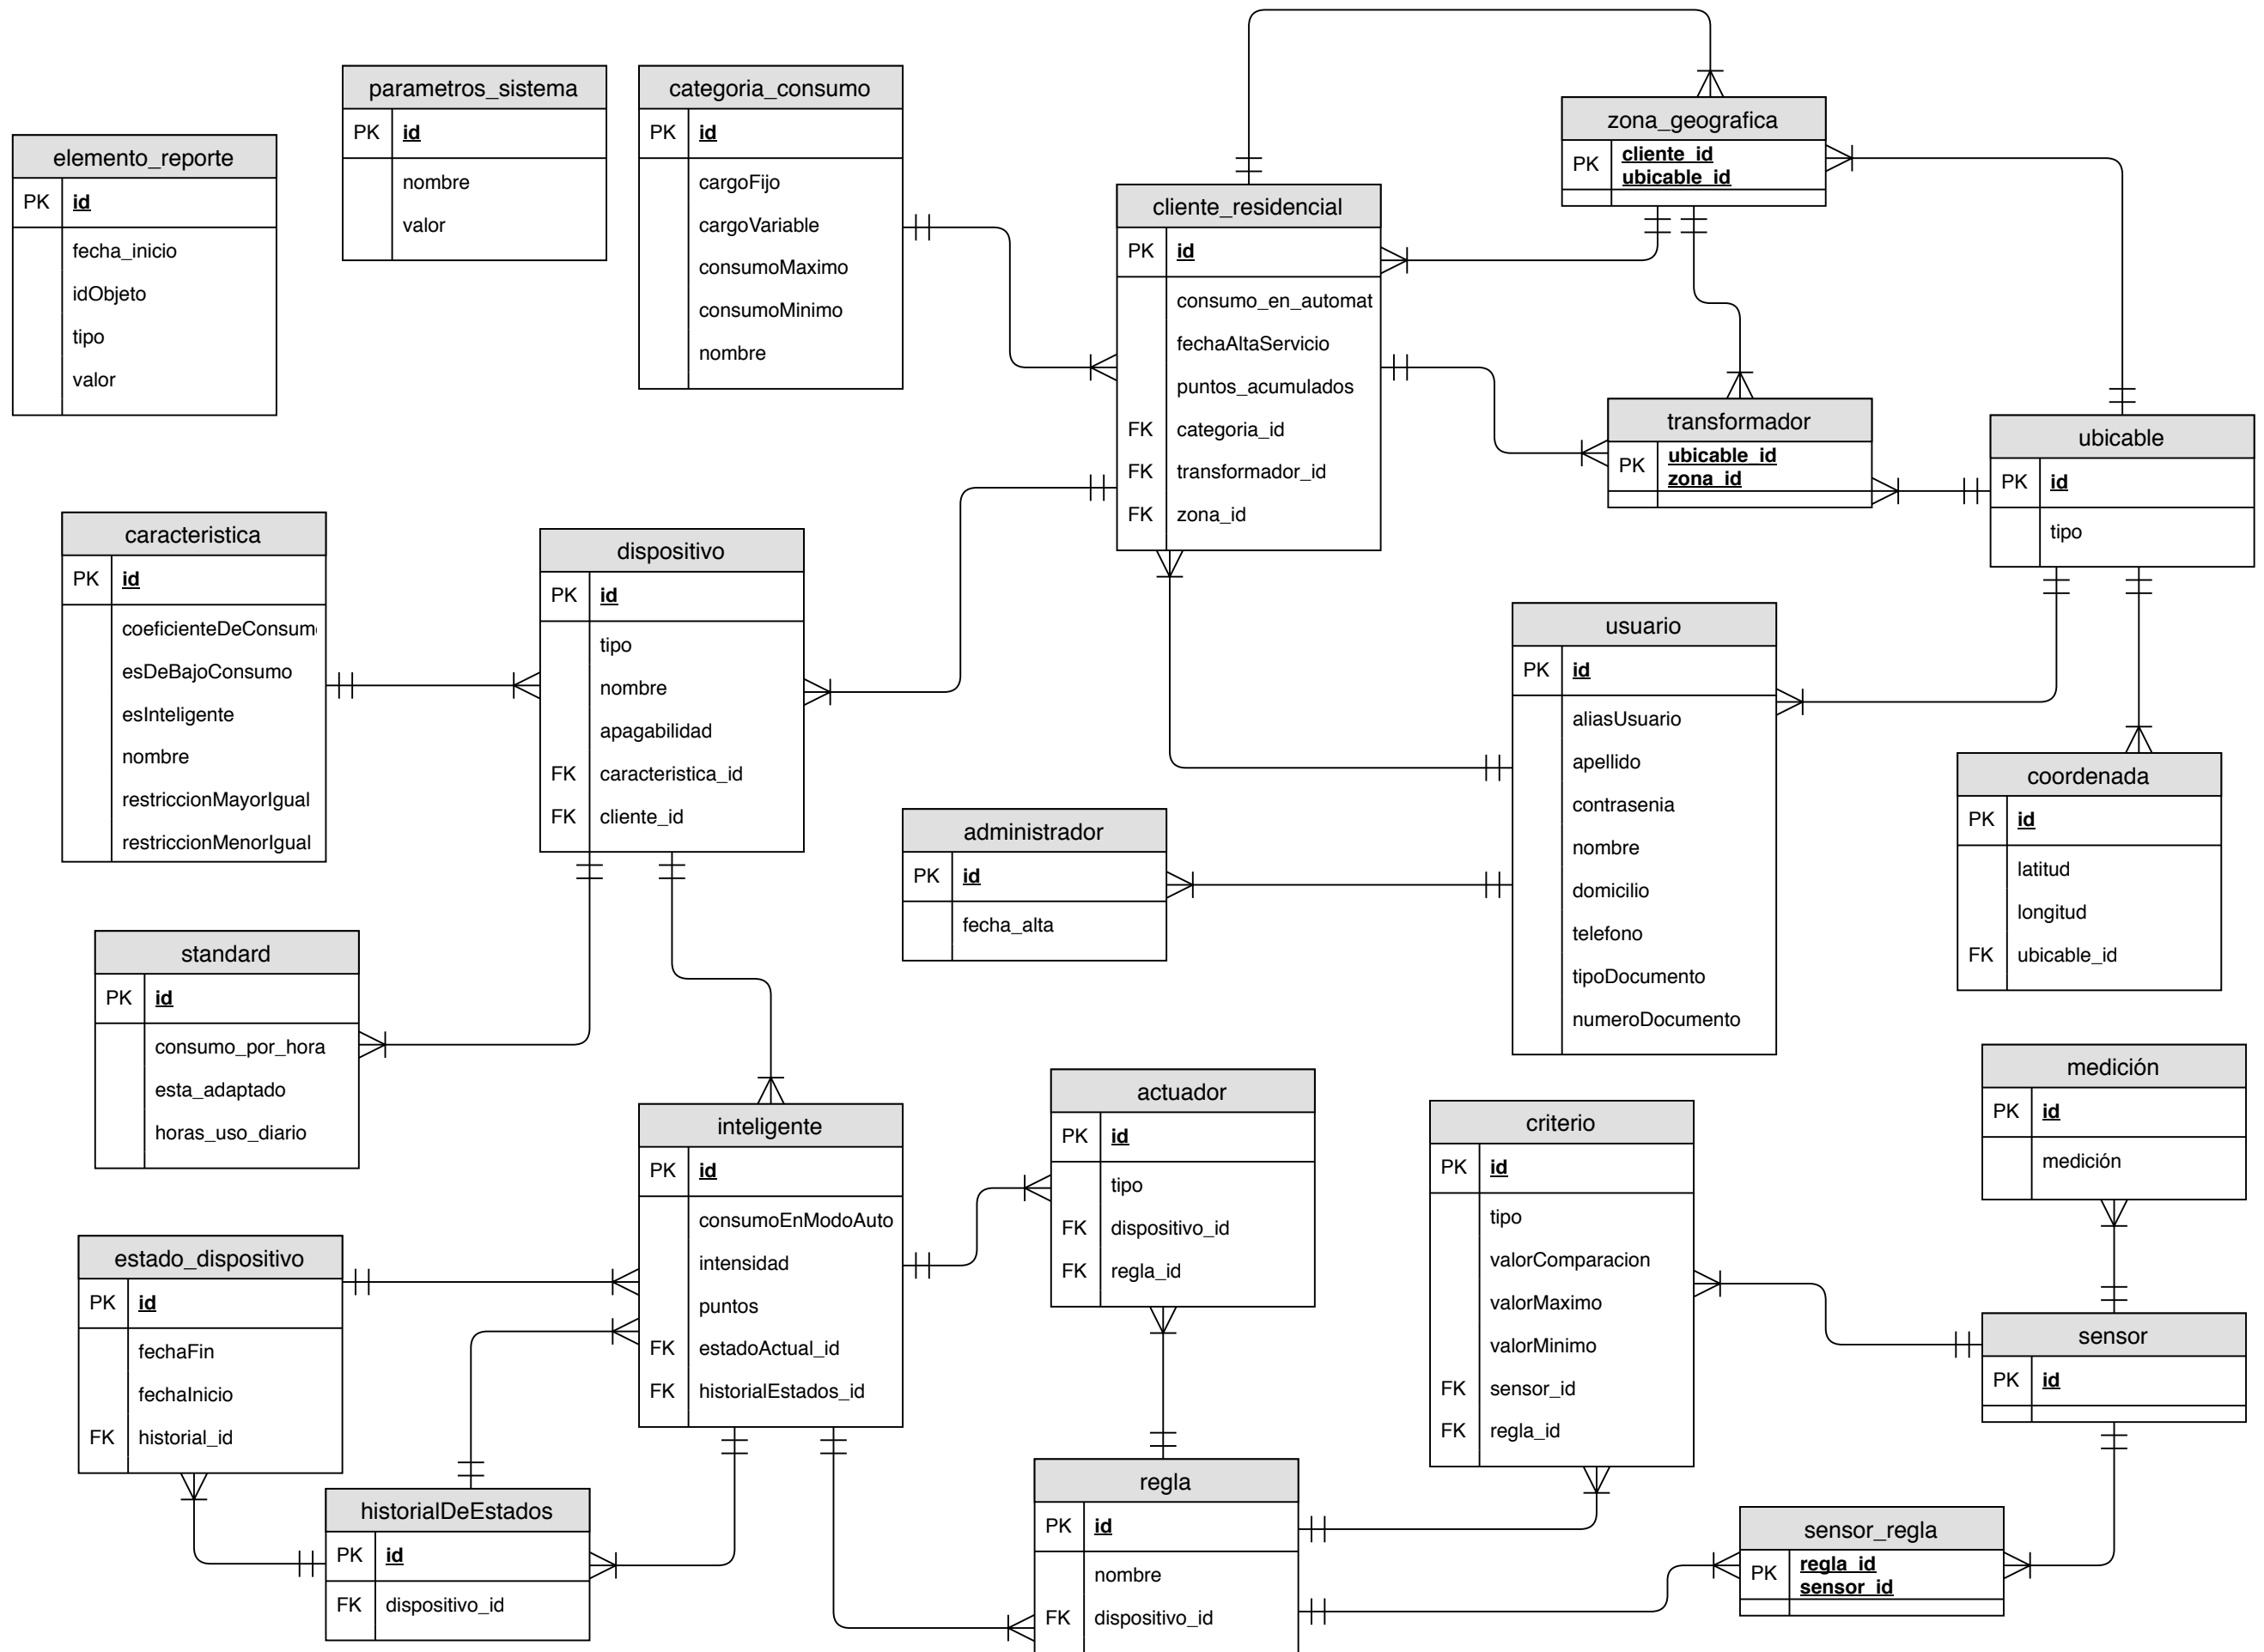 elemento_reporte
PK id
fecha_inicio
idObjeto
tipo
valor
parametros_sistema
PK id
nombre
valor
categoria_consumo
PK id
cargoFijo
cargoVariable
consumoMaximo
consumoMinimo
nombre
cliente_residencial
PK id
consumo_en_automat
fechaAltaServicio
puntos_acumulados
FK categoria_id
FK transformador_id
FK zona_id
zona_geografica
PK cliente_id
ubicable_id
transformador
PK ubicable_id
zona_id
ubicable
PK id
tipo
caracteristica
PK id
coeficienteDeConsum
esDeBajoConsumo
esInteligente
nombre
restriccionMayorIgual
restriccionMenorIgual
dispositivo
PK id
tipo
nombre
apagabilidad
FK caracteristica_id
FK cliente_id
usuario
PK id
aliasUsuario
apellido
contrasenia
nombre
domicilio
telefono
tipoDocumento
numeroDocumento
administrador
PK id
fecha_alta
coordenada
PK id
latitud
longitud
FK ubicable_id
standard
PK id
consumo_por_hora
esta_adaptado
horas_uso_diario
inteligente
PK id
consumoEnModoAuto
intensidad
puntos
FK estadoActual_id
FK historialEstados_id
actuador
PK id
tipo
FK dispositivo_id
FK regla_id
criterio
PK id
tipo
valorComparacion
valorMaximo
valorMinimo
FK sensor_id
FK regla_id
medición
PK id
medición
sensor
PK id
estado_dispositivo
PK id
fechaFin
fechaInicio
FK historial_id
historialDeEstados
PK id
FK dispositivo_id
regla
PK id
nombre
FK dispositivo_id
sensor_regla
PK regla_id
sensor_id